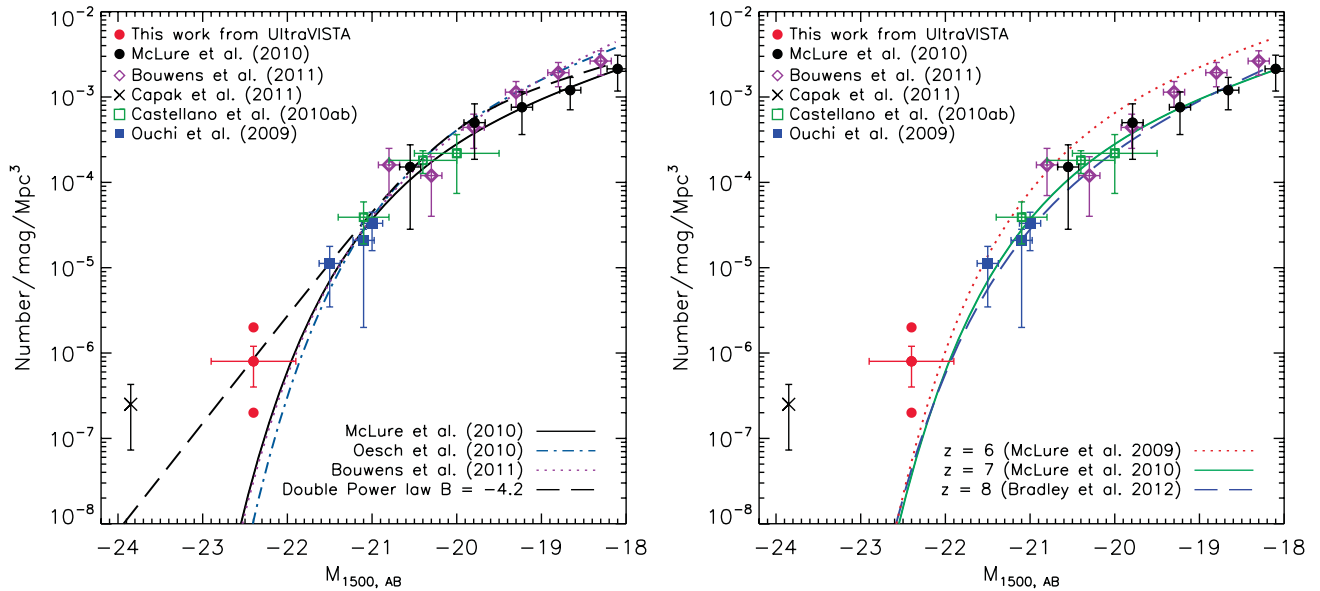 This work from UltraVISTA
McLure et al. (2010)
Bouwens et al. (2011)
Capak et al. (2011)
Castellano et al. (2010ab)
Ouchi et al. (2009)
McLure et al. (2010)
Oesch et al. (2010)
Bouwens et al. (2011)
Double Power law B = −4.2
10⁻²
10⁻³
10⁻⁴
10⁻⁵
10⁻⁶
10⁻⁷
10⁻⁸
Number/mag/Mpc³
−24 −23 −22 −21 −20 −19 −18
M₁₅₀₀, AB
This work from UltraVISTA
McLure et al. (2010)
Bouwens et al. (2011)
Capak et al. (2011)
Castellano et al. (2010ab)
Ouchi et al. (2009)
z = 6 (McLure et al. 2009)
z = 7 (McLure et al. 2010)
z = 8 (Bradley et al. 2012)
10⁻²
10⁻³
10⁻⁴
10⁻⁵
10⁻⁶
10⁻⁷
10⁻⁸
Number/mag/Mpc³
−24 −23 −22 −21 −20 −19 −18
M₁₅₀₀, AB